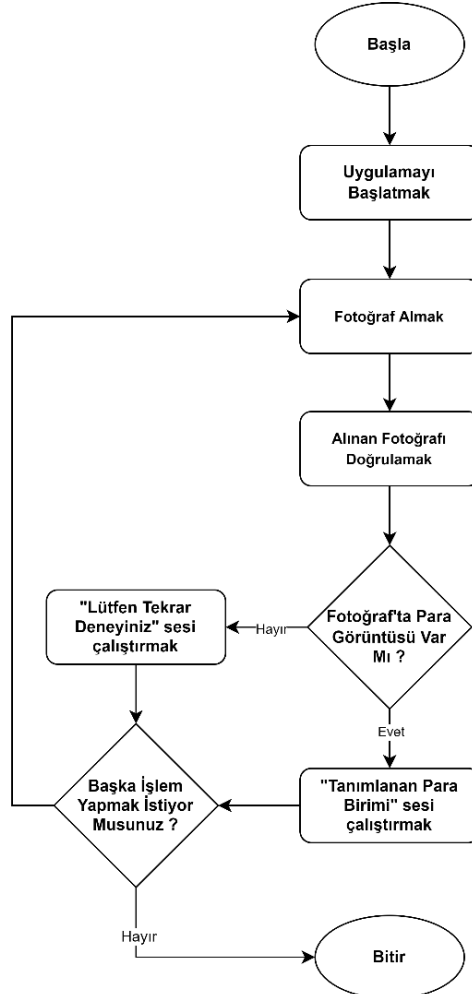 Başla
Uygulamayı
Başlatmak
Fotoğraf Almak
Alınan Fotoğrafı
Doğrulamak
Fotoğraf'ta Para
Görüntüsü Var
Mı ?
Hayır
"Lütfen Tekrar
Deneyiniz" sesi
çalıştırmak
Evet
"Tanımlanan Para
Birimi" sesi
çalıştırmak
Başka İşlem
Yapmak İstiyor
Musunuz ?
Hayır
Bitir